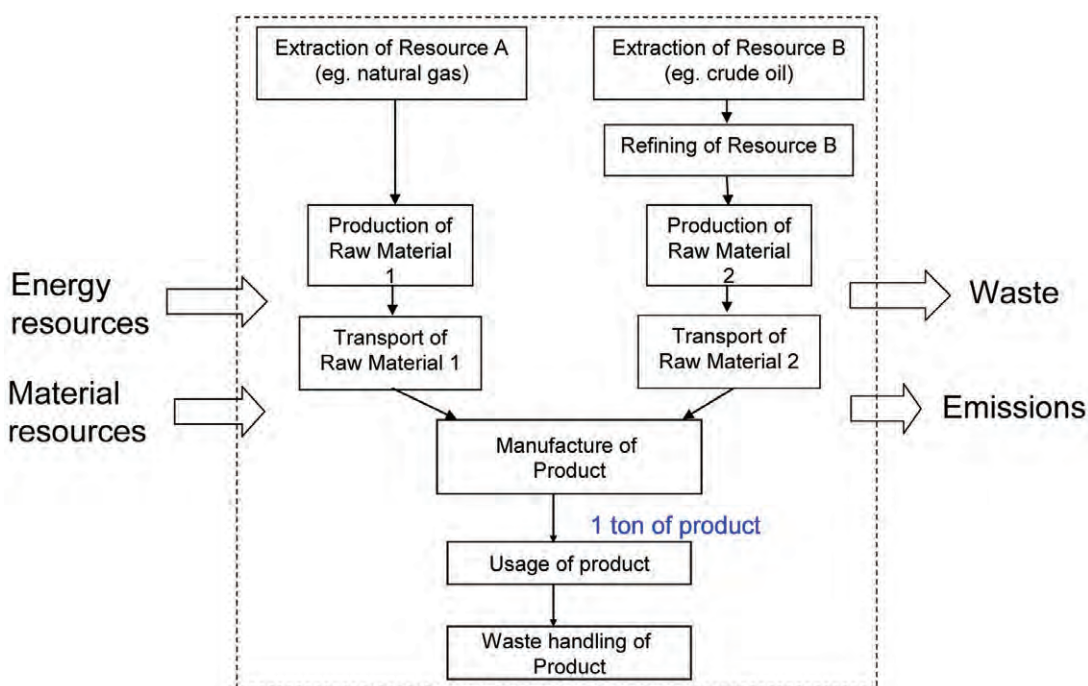 Extraction of Resource A
(eg. natural gas)
Extraction of Resource B
(eg. crude oil)
Refining of Resource B
Production of
Raw Material
1
Production of
Raw Material
2
Energy
resources
Waste
Transport of
Raw Material 1
Transport of
Raw Material 2
Material
resources
Emissions
Manufacture of
Product
1 ton of product
Usage of product
Waste handling of
Product